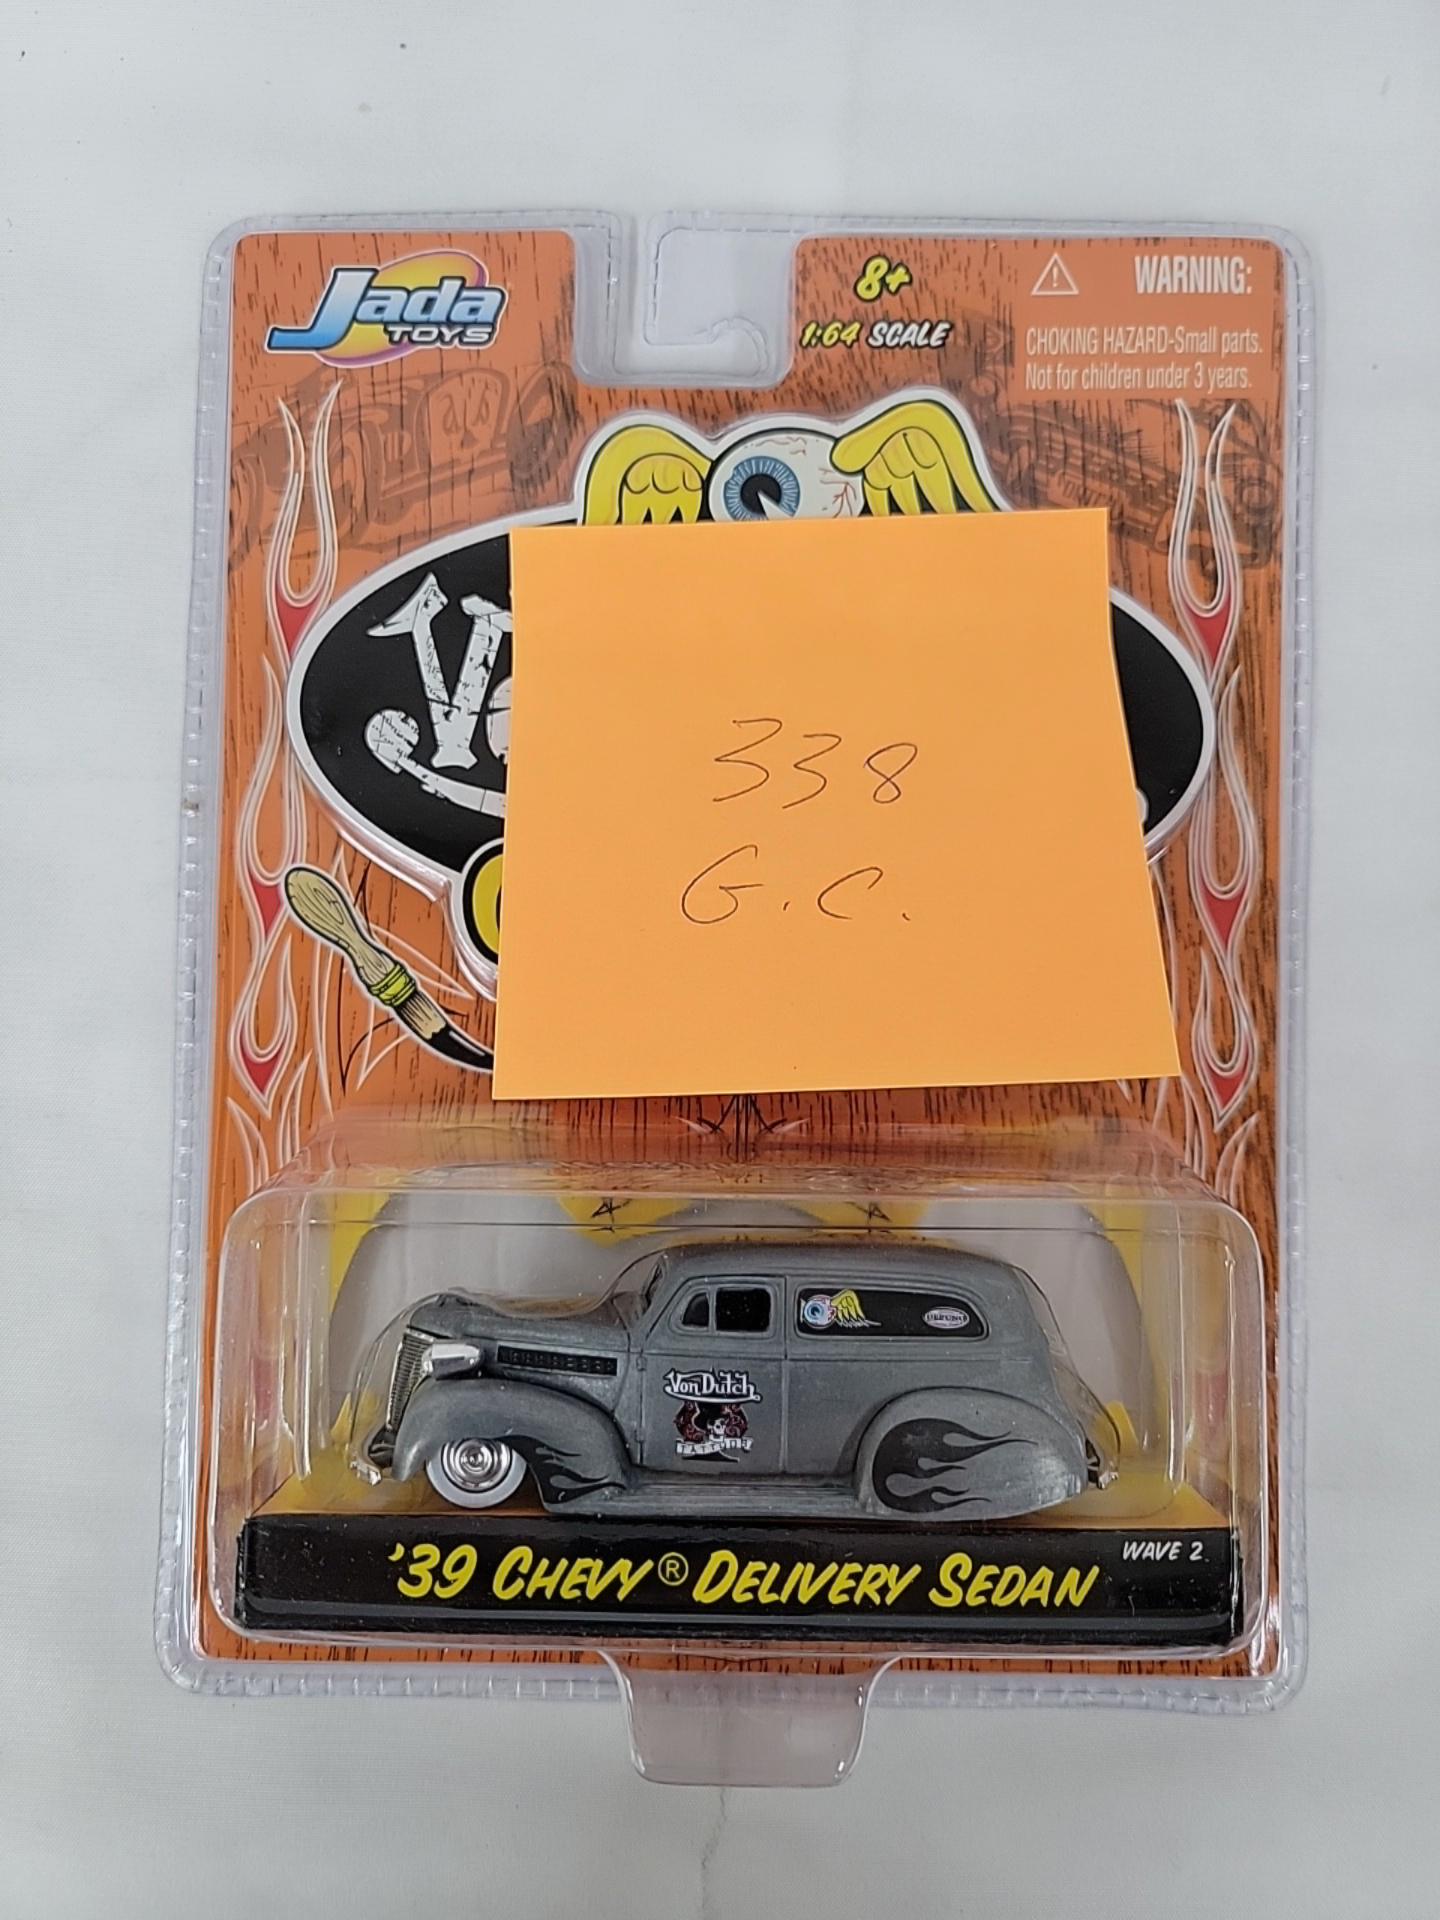 Jada
TOYS
8+
1:64 SCALE
WARNING:
CHOKING HAZARD-Small parts.
Not for children under 3 years.
338
G.C.
Von Dutch
TATTOOS
'39 CHEVY® DELIVERY SEDAN
WAVE 2